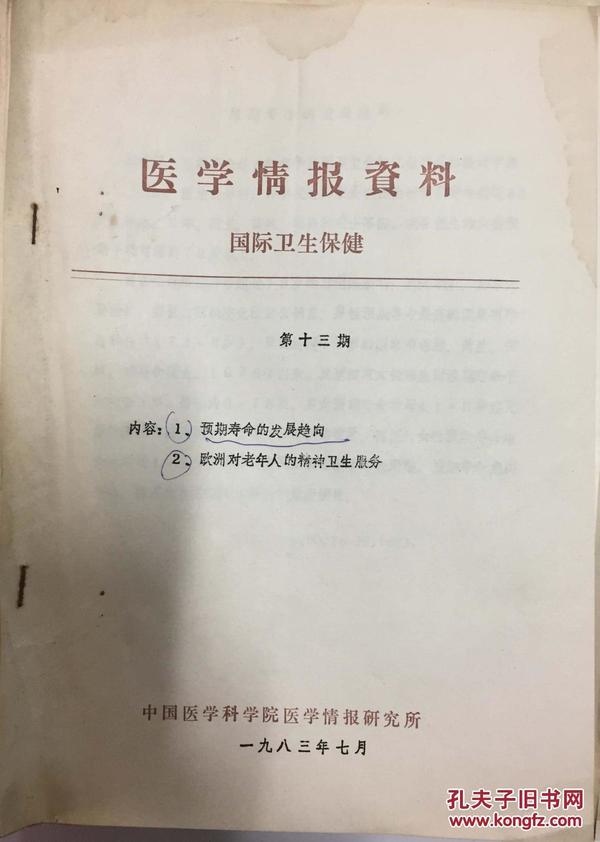 医学情报資料
国际卫生保健
第十三期
内容：1、预期寿命的发展趋向
2、欧洲对老年人的精神卫生服务
中国医学科学院医学情报研究所
一九八三年七月
孔夫子旧书网
www.kongfz.com